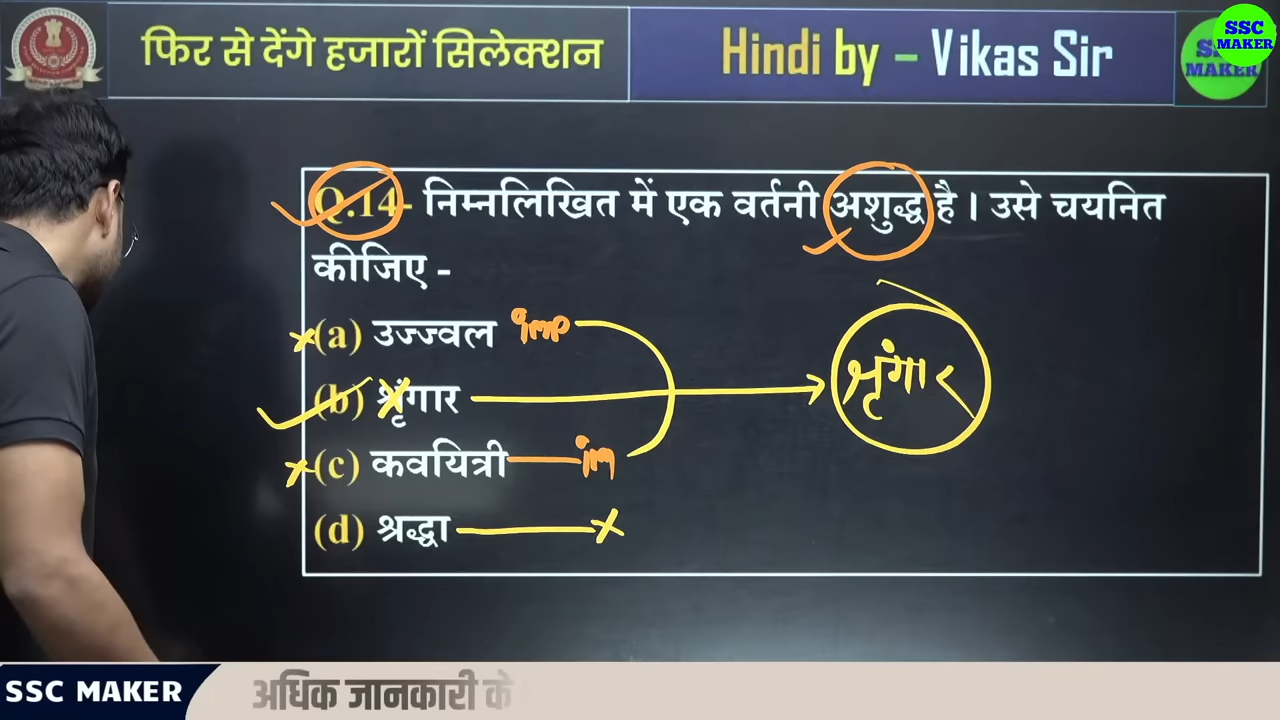 फिर से देंगे हजारों सिलेक्शन
Hindi by – Vikas Sir
SSC MAKER
Q.14- निम्नलिखित में एक वर्तनी अशुद्ध है। उसे चयनित
कीजिए -
(a) उज्ज्वल imp
(b) श्रृंगार
शृंगार
(c) कवयित्री im
(d) श्रद्धा
SSC MAKER
अधिक जानकारी के